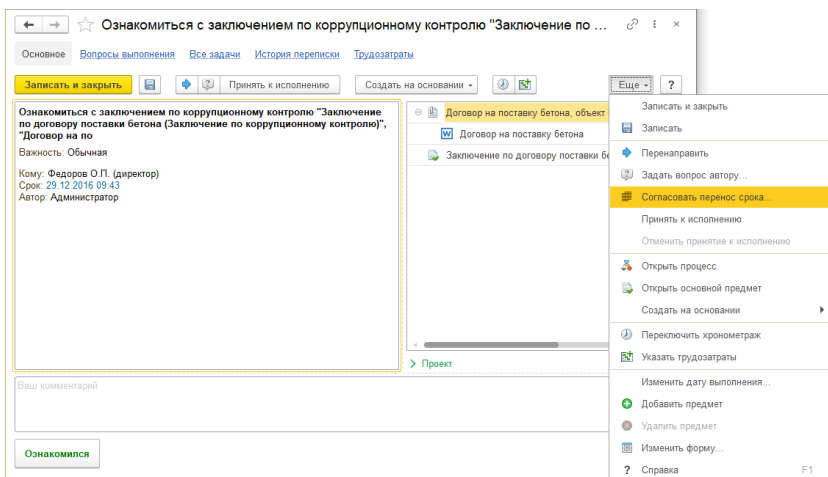 Ознакомиться с заключением по коррупционному контролю "Заключение по ...
Основное Вопросы выполнения Все задачи История переписки Трудозатраты
Записать и закрыть Принять к исполнению Создать на основании Еще ?
Ознакомиться с заключением по коррупционному контролю "Заключение
по договору поставки бетона (Заключение по коррупционному контролю)",
"Договор на по
Важность: Обычная
Кому: Федоров О.П. (директор)
Срок: 29.12.2016 09:43
Автор: Администратор
Договор на поставку бетона, объект
Договор на поставку бетона
Заключение по договору поставки бе
Проект
Ваш комментарий
Ознакомился
Записать и закрыть
Записать
Перенаправить
Задать вопрос автору...
Согласовать перенос срока...
Принять к исполнению
Отменить принятие к исполнению
Открыть процесс
Открыть основной предмет
Создать на основании
Переключить хронометраж
Указать трудозатраты
Изменить дату выполнения...
Добавить предмет
Удалить предмет
Изменить форму...
? Справка F1